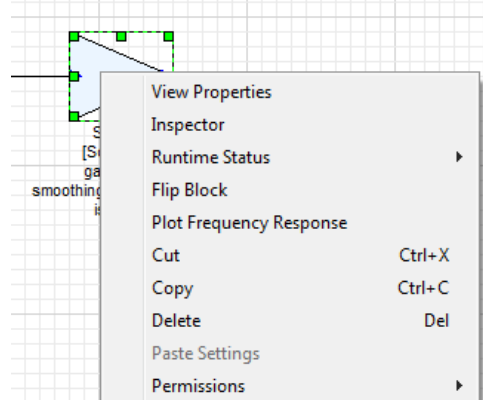 View Properties
Inspector
Runtime Status
Flip Block
Plot Frequency Response
Cut Ctrl+X
Copy Ctrl+C
Delete Del
Paste Settings
Permissions
smoothing